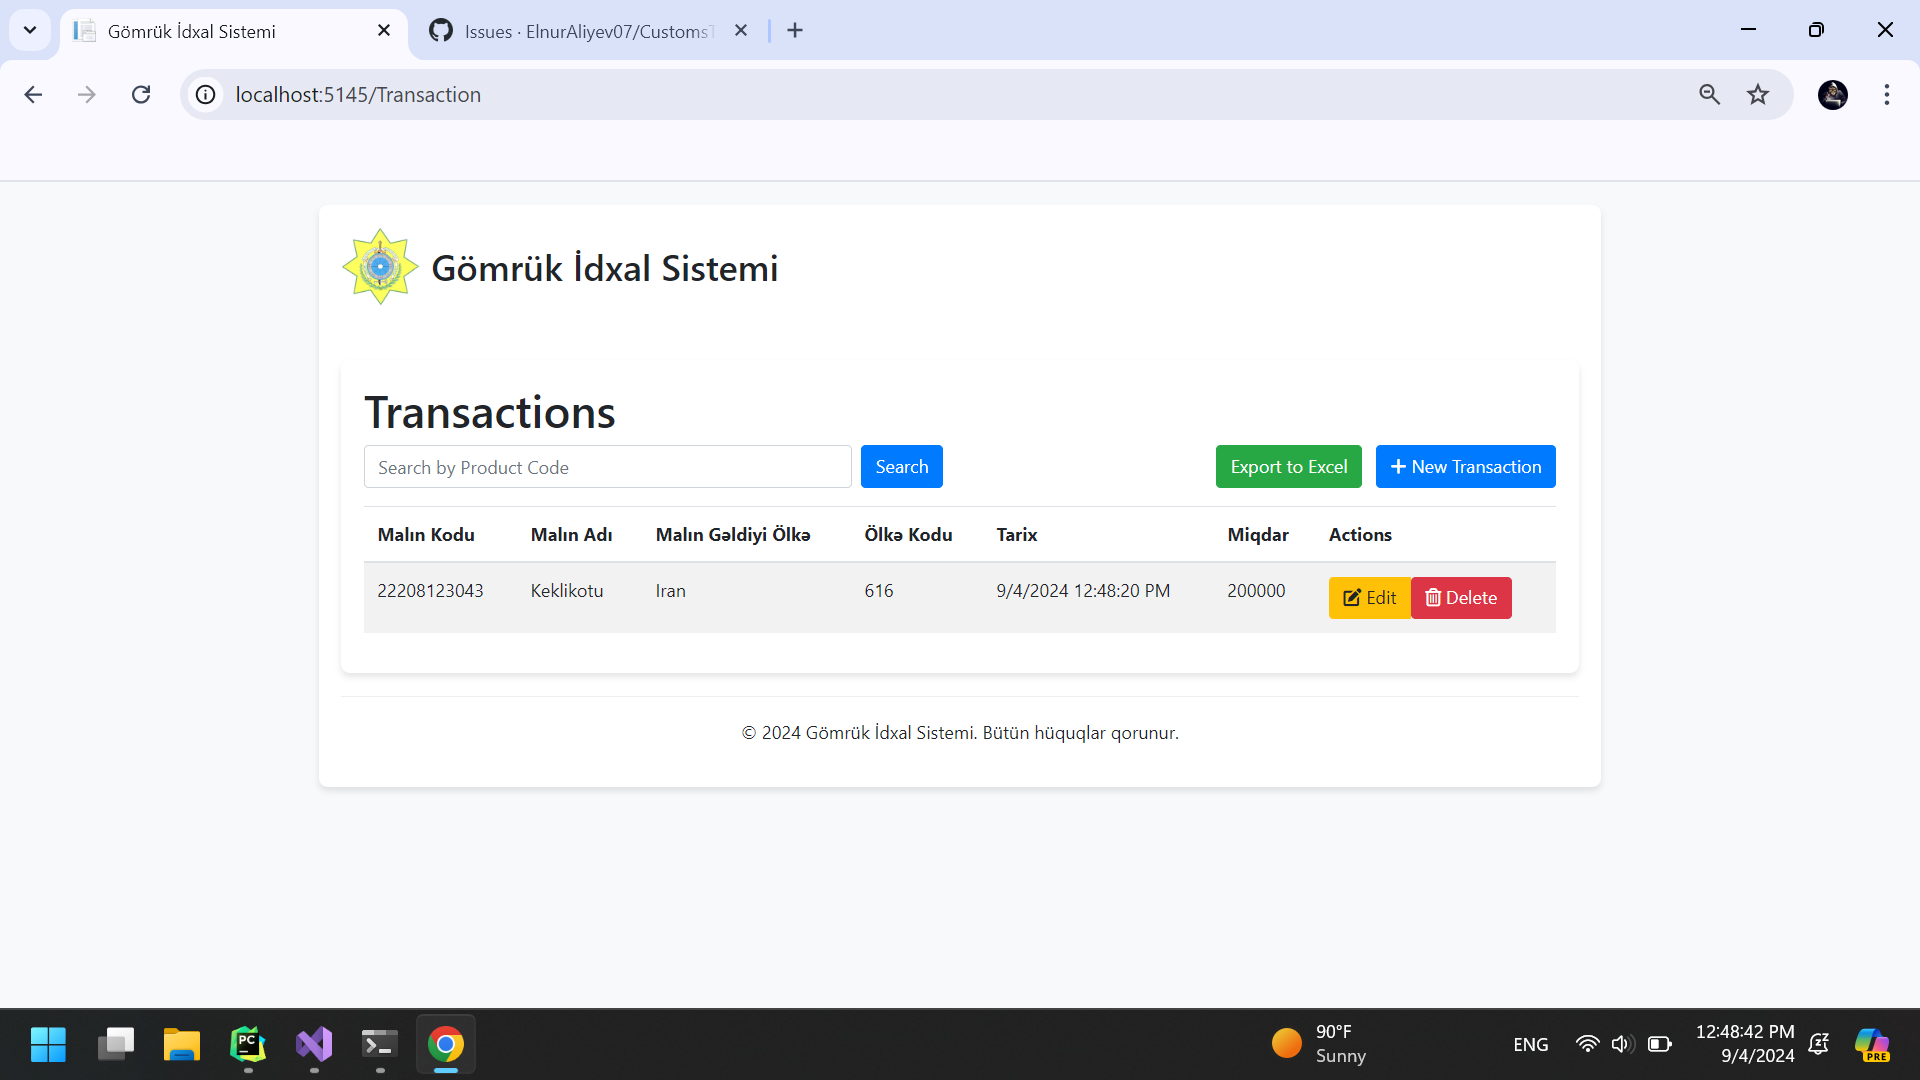 Gömrük İdxal Sistemi
Issues · ElnurAliyev07/CustomsT
localhost:5145/Transaction
Gömrük İdxal Sistemi
Transactions
Search by Product Code
Search
Export to Excel
New Transaction
Malın Kodu Malın Adı Malın Gəldiyi Ölkə Ölkə Kodu Tarix Miqdar Actions
22208123043 Keklikotu Iran 616 9/4/2024 12:48:20 PM 200000 Edit Delete
© 2024 Gömrük İdxal Sistemi. Bütün hüquqlar qorunur.
PC
90°F
Sunny
ENG
12:48:42 PM
9/4/2024
PRE